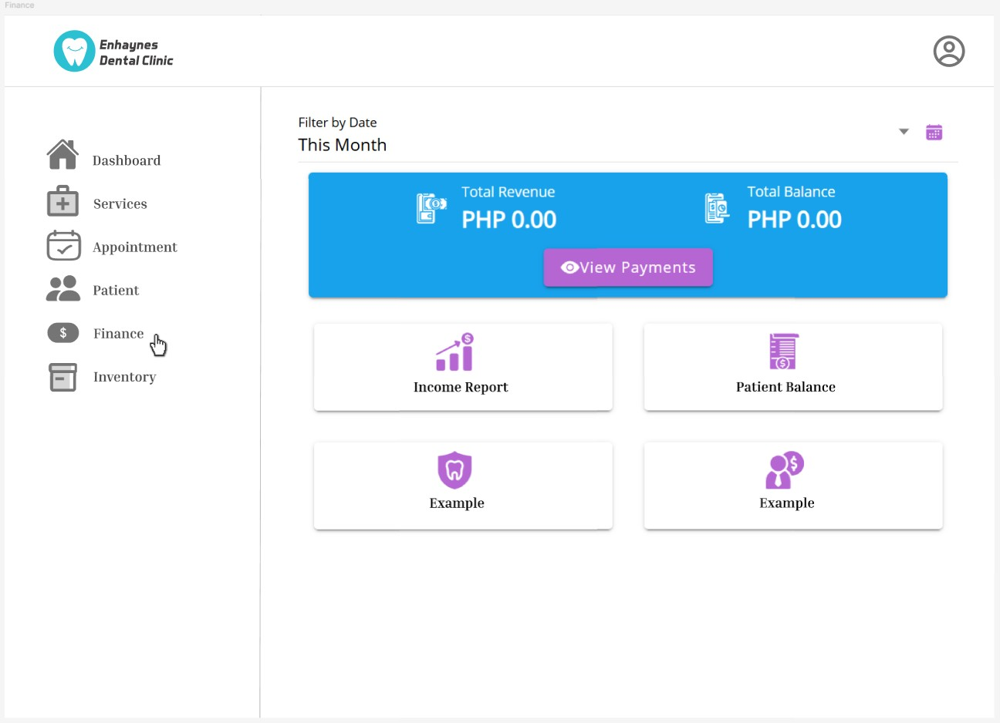 Finance
Enhaynes
Dental Clinic
Dashboard
Services
Appointment
Patient
$ Finance
Inventory
Filter by Date
This Month
Total Revenue
PHP 0.00
Total Balance
PHP 0.00
View Payments
Income Report
Patient Balance
Example
Example